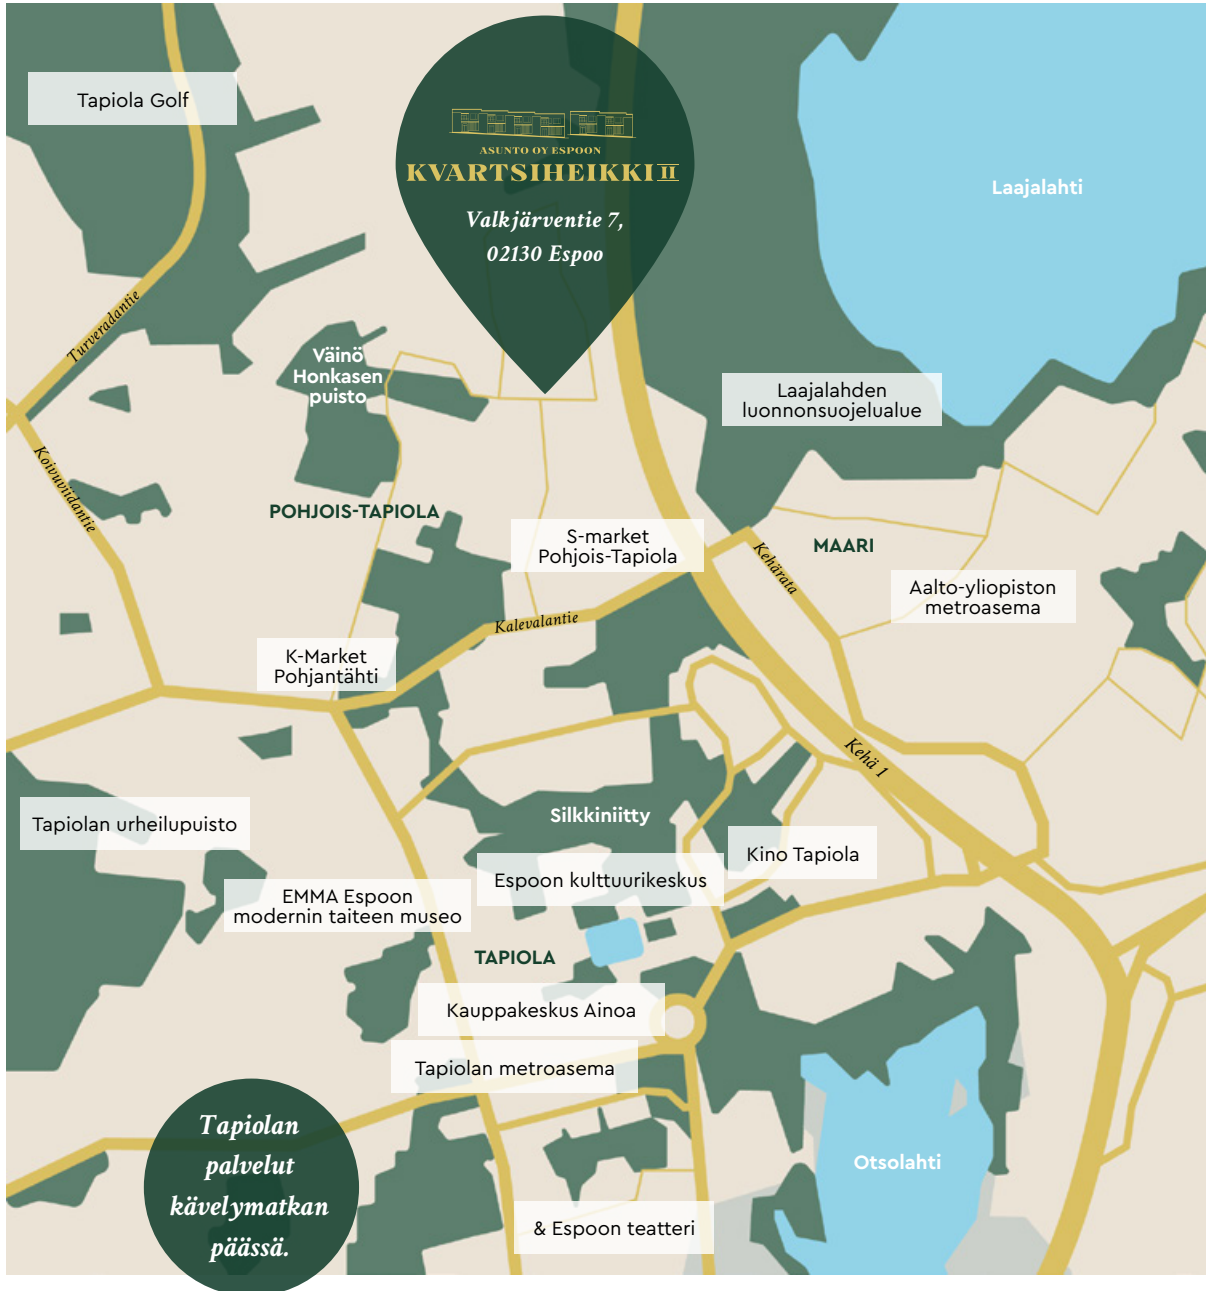 Tapiola Golf
ASUNTO OY ESPOON
KVARTSIHEIKKI II
Valkjärventie 7,
02130 Espoo
Laajalahti
Turveradantie
Väinö
Honkasen
puisto
Laajalahden
luonnonsuojelualue
Koivuviidantie
POHJOIS-TAPIOLA
S-market
Pohjois-Tapiola
MAARI
Kehärata
Aalto-yliopiston
metroasema
Kalevalantie
K-Market
Pohjantähti
Kehä 1
Silkkiniitty
Tapiolan urheilupuisto
Kino Tapiola
Espoon kulttuurikeskus
EMMA Espoon
modernin taiteen museo
TAPIOLA
Kauppakeskus Ainoa
Tapiolan metroasema
Tapiolan
palvelut
kävelymatkan
päässä.
Otsolahti
& Espoon teatteri